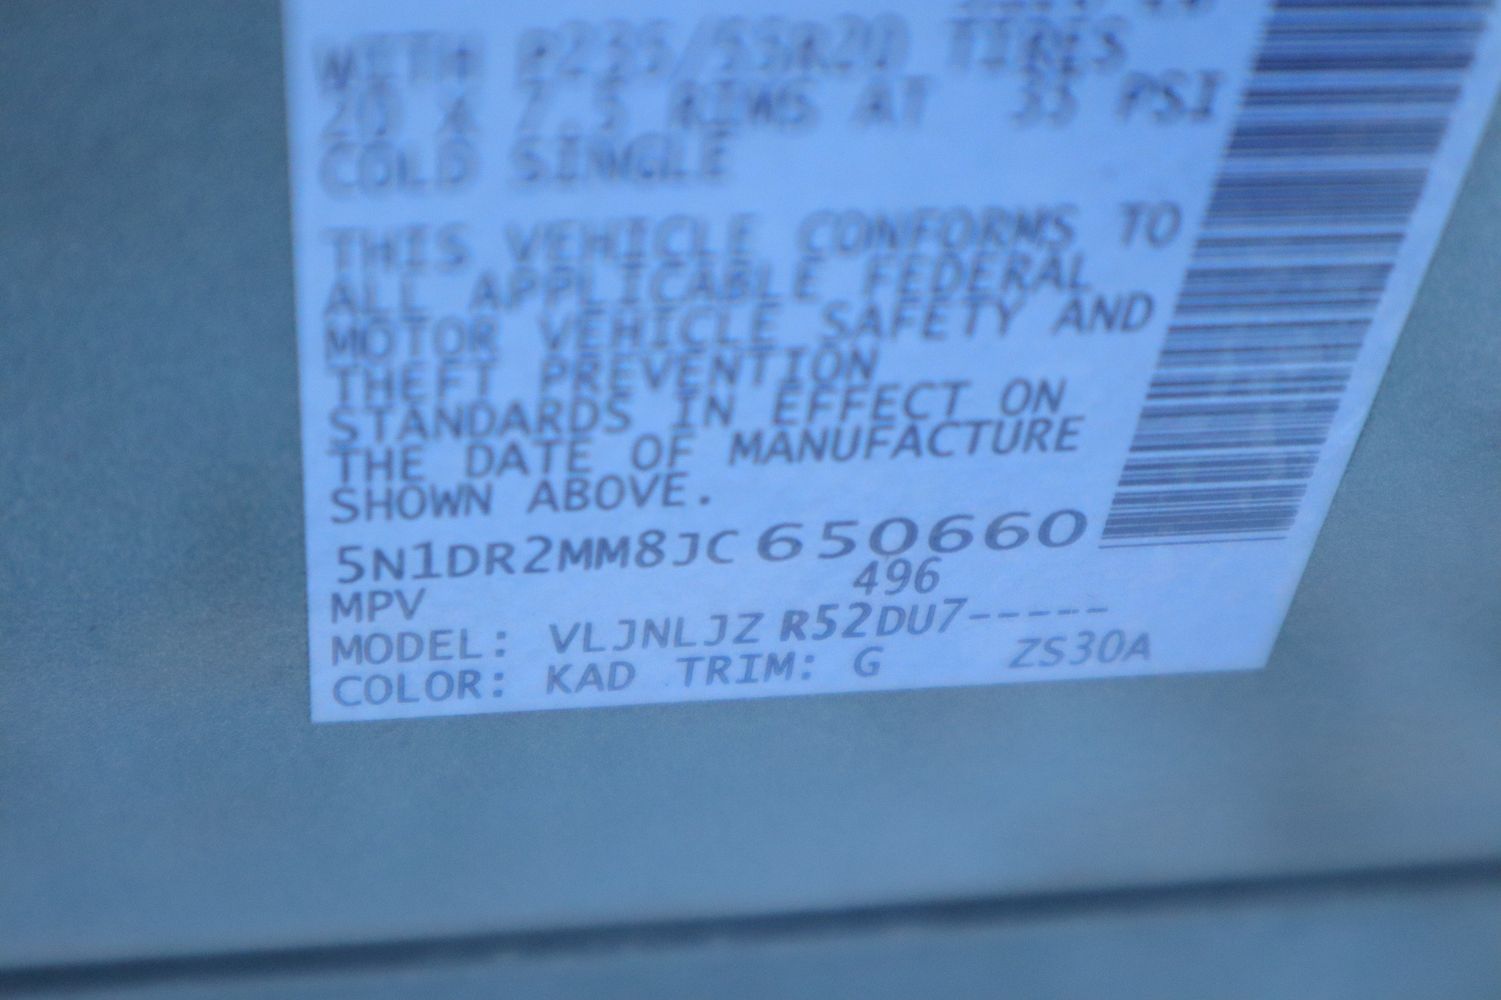 WITH P235/55R20 TIRES
20 X 7.5 RIMS AT 35 PSI
COLD SINGLE
THIS VEHICLE CONFORMS TO
ALL APPLICABLE FEDERAL
MOTOR VEHICLE SAFETY AND
THEFT PREVENTION
STANDARDS IN EFFECT ON
THE DATE OF MANUFACTURE
SHOWN ABOVE.
5N1DR2MM8JC650660
MPV 496
MODEL: VLJNLJZ R52DU7-----
COLOR: KAD TRIM: G ZS30A